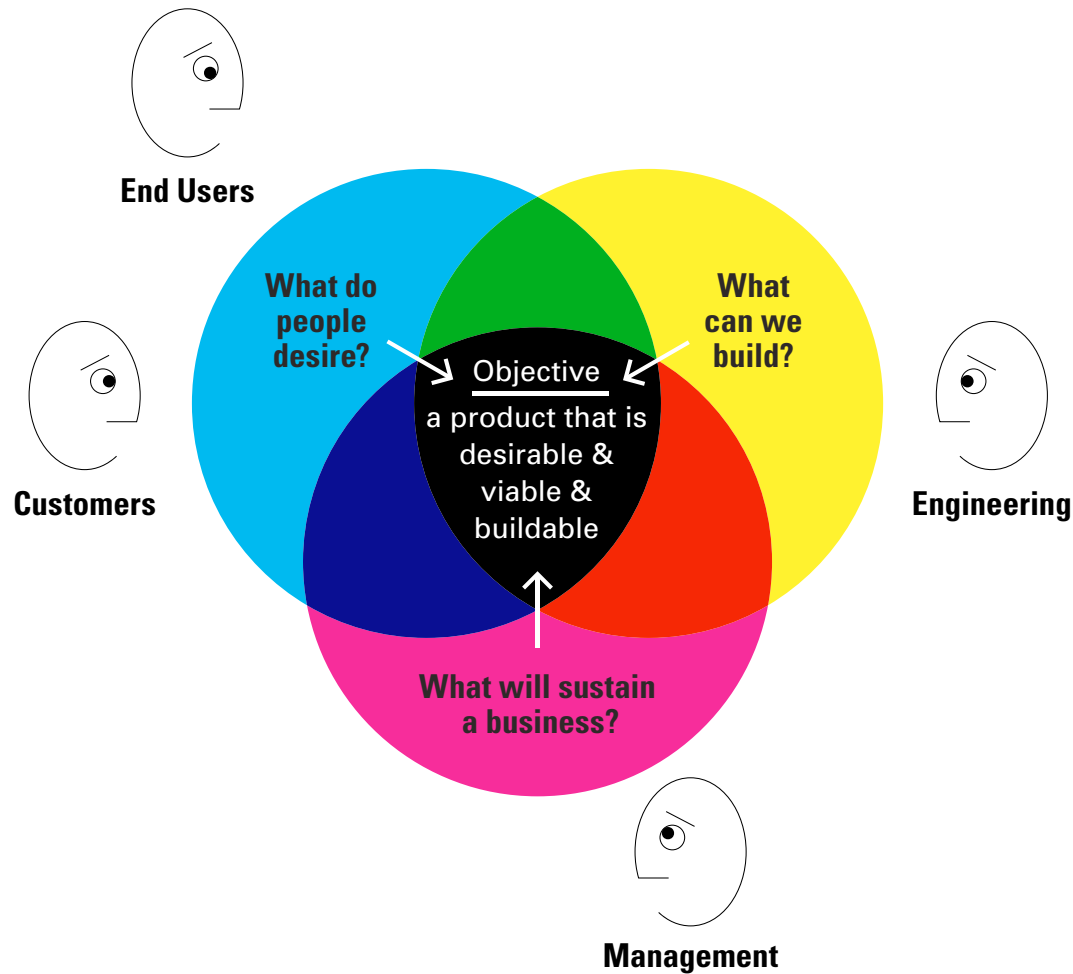 End Users
What do
people
desire?
What
can we
build?
Objective
a product that is
desirable &
viable &
buildable
Customers
Engineering
What will sustain
a business?
Management